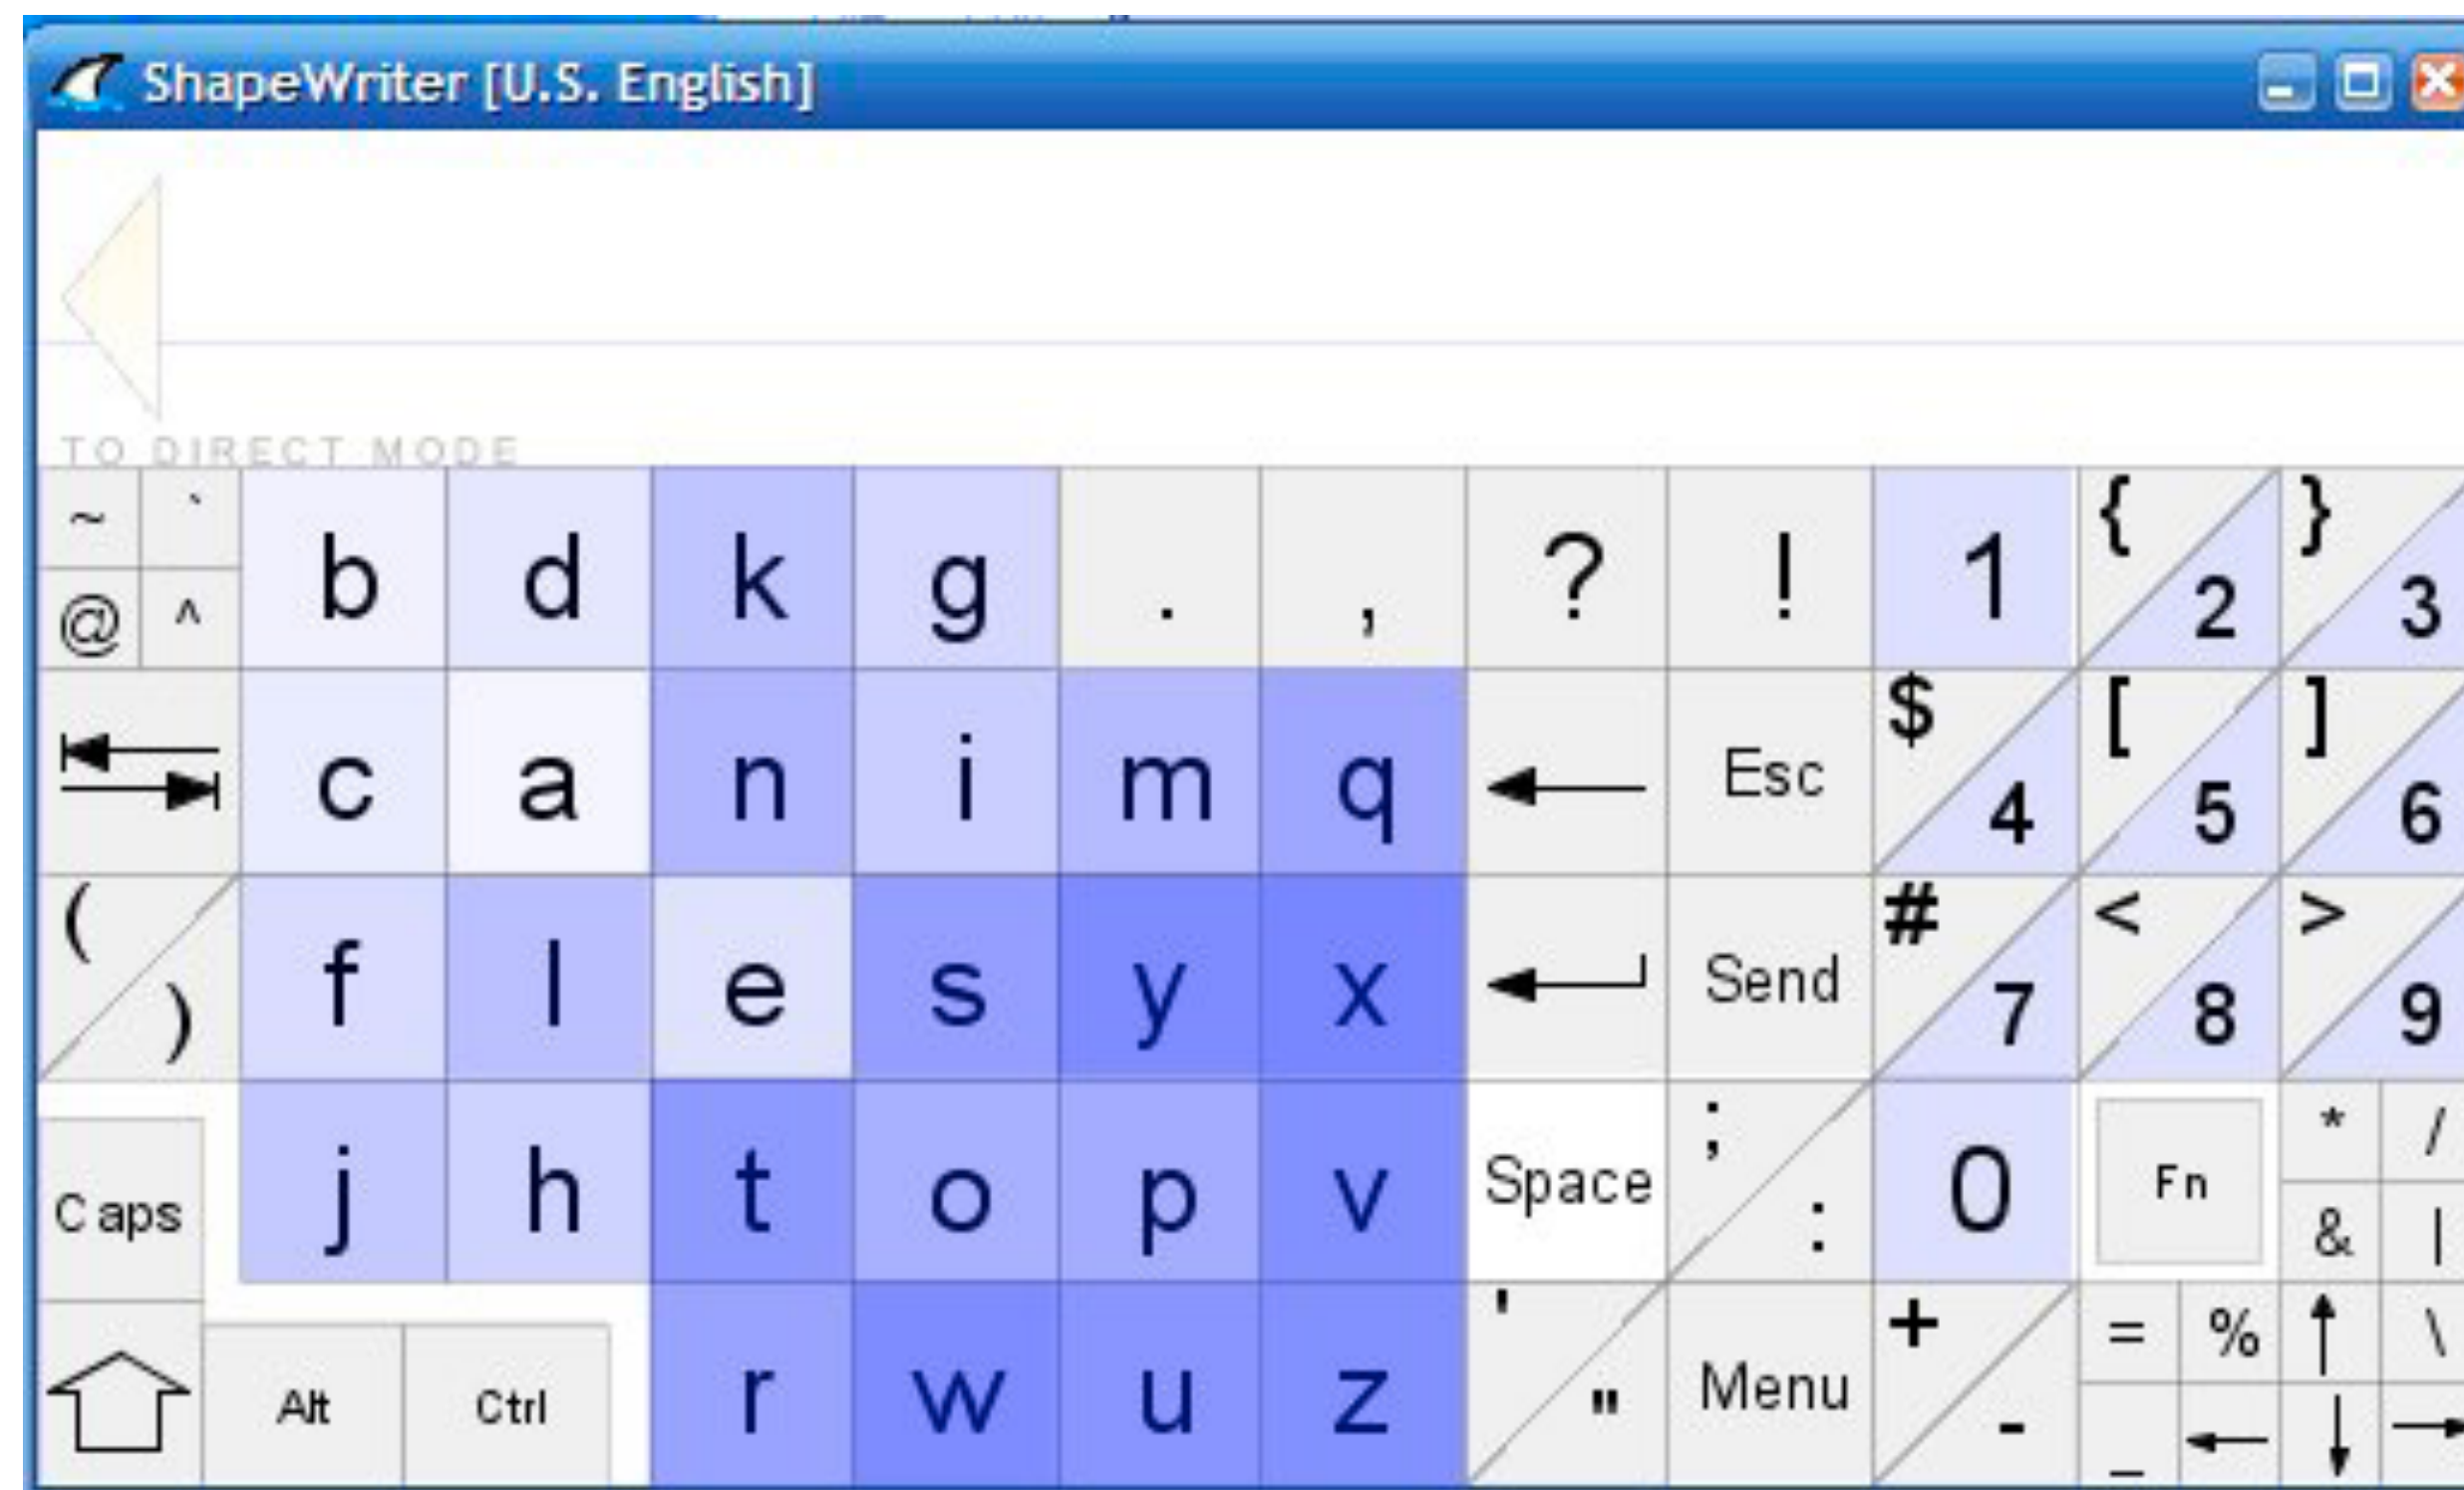 ShapeWriter [U.S. English]
TO DIRECT MODE
~ ` b d k g . , ? ! 1 { 2 } 3
@ ^
c a n i m q Esc $ 4 [ 5 ] 6
( ) f l e s y x Send # 7 < 8 > 9
Caps j h t o p v Space ; : 0 Fn * /
& |
Alt Ctrl r w u z ' " Menu + - = % \
_